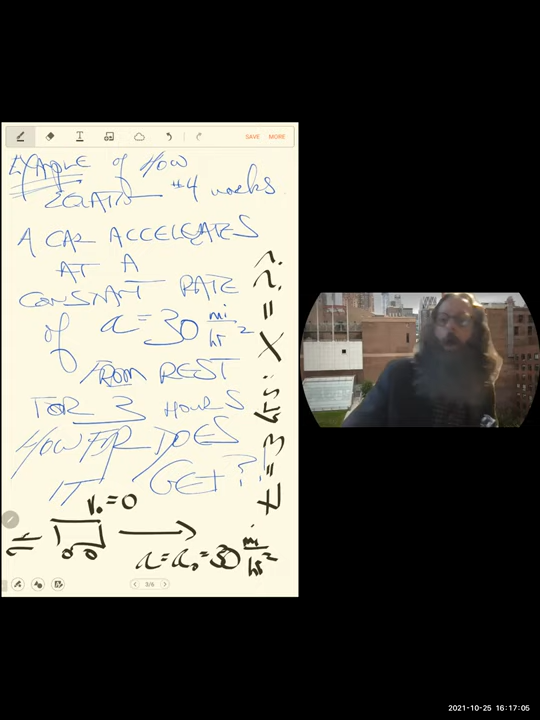 SAVE MORE
EXAMPLE of HOW
EQUATION #4 works
A CAR ACCELERATES
AT A
CONSTANT RATE
of a = 30 mi/hr²
FROM REST
FOR 3 HOURS
HOW FAR DOES
IT GET??
t = 3 hrs: X = ??
V₀ = 0
a = a₀ = 30 mi/hr²
3/6
2021-10-25 16:17:05